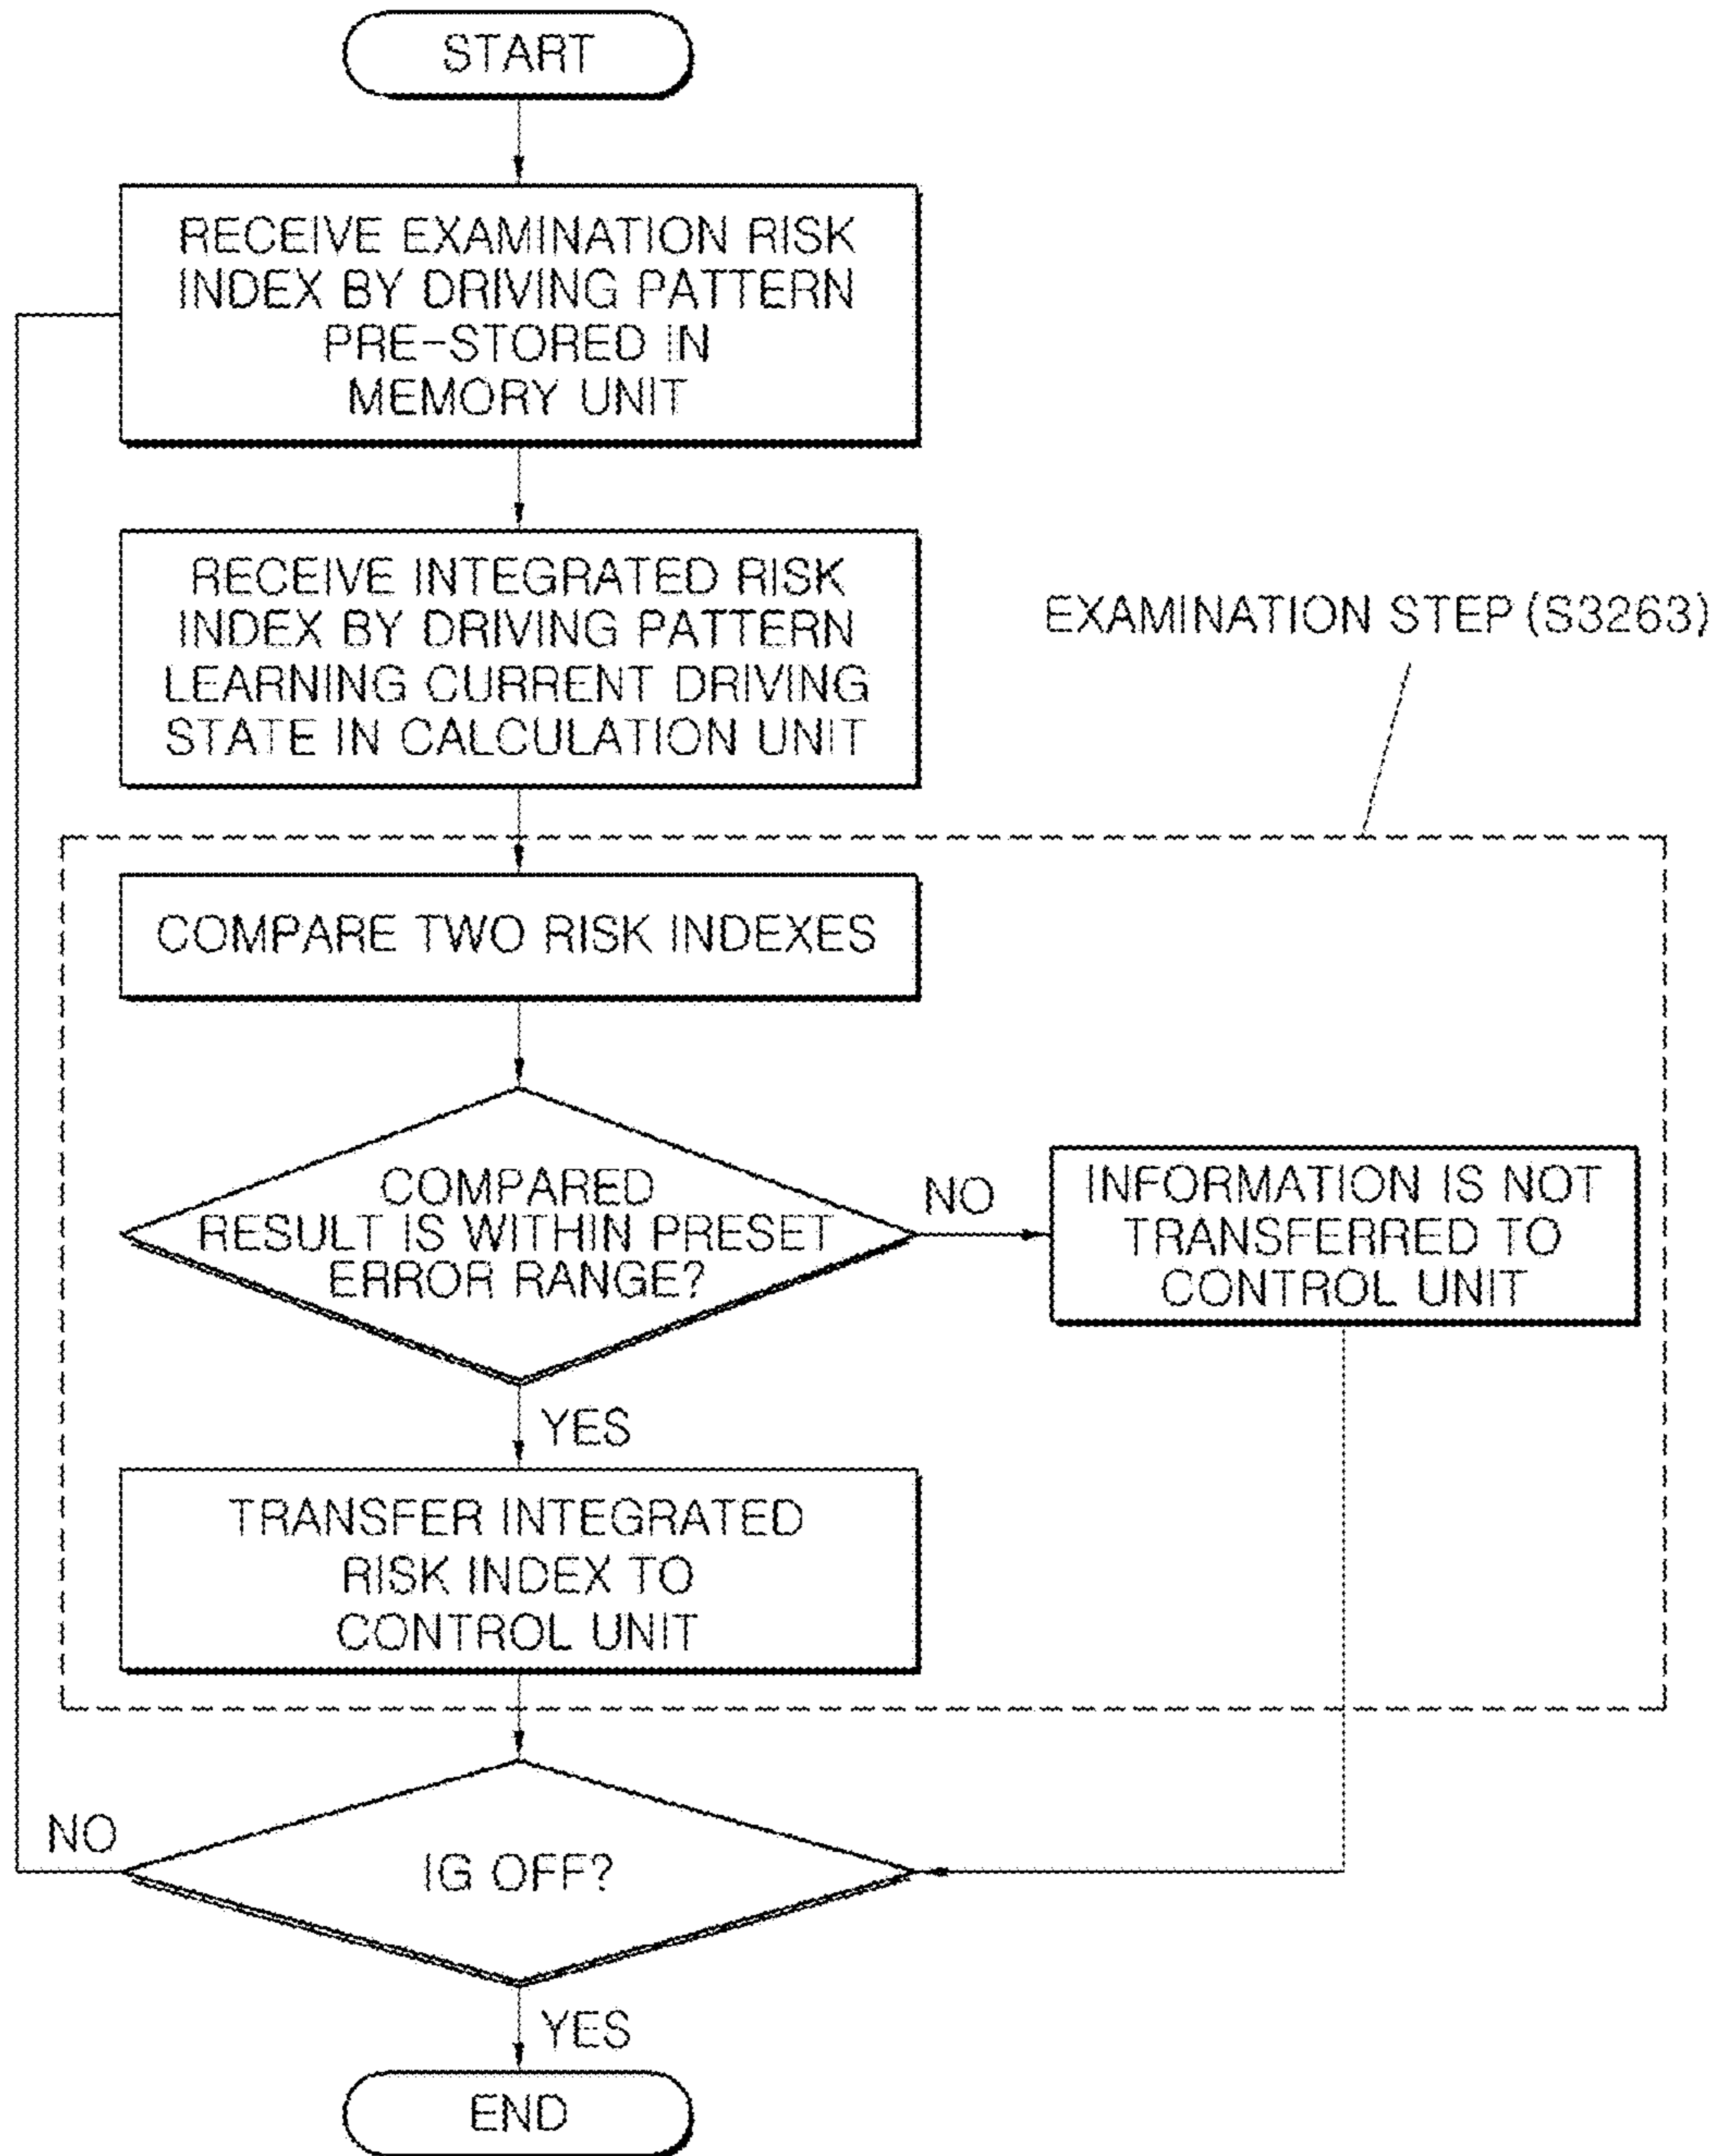 START
RECEIVE EXAMINATION RISK
INDEX BY DRIVING PATTERN
PRE-STORED IN
MEMORY UNIT
RECEIVE INTEGRATED RISK
INDEX BY DRIVING PATTERN
LEARNING CURRENT DRIVING
STATE IN CALCULATION UNIT
EXAMINATION STEP (S3263)
COMPARE TWO RISK INDEXES
COMPARED
RESULT IS WITHIN PRESET
ERROR RANGE?
NO
INFORMATION IS NOT
TRANSFERRED TO
CONTROL UNIT
YES
TRANSFER INTEGRATED
RISK INDEX TO
CONTROL UNIT
NO
IG OFF?
YES
END